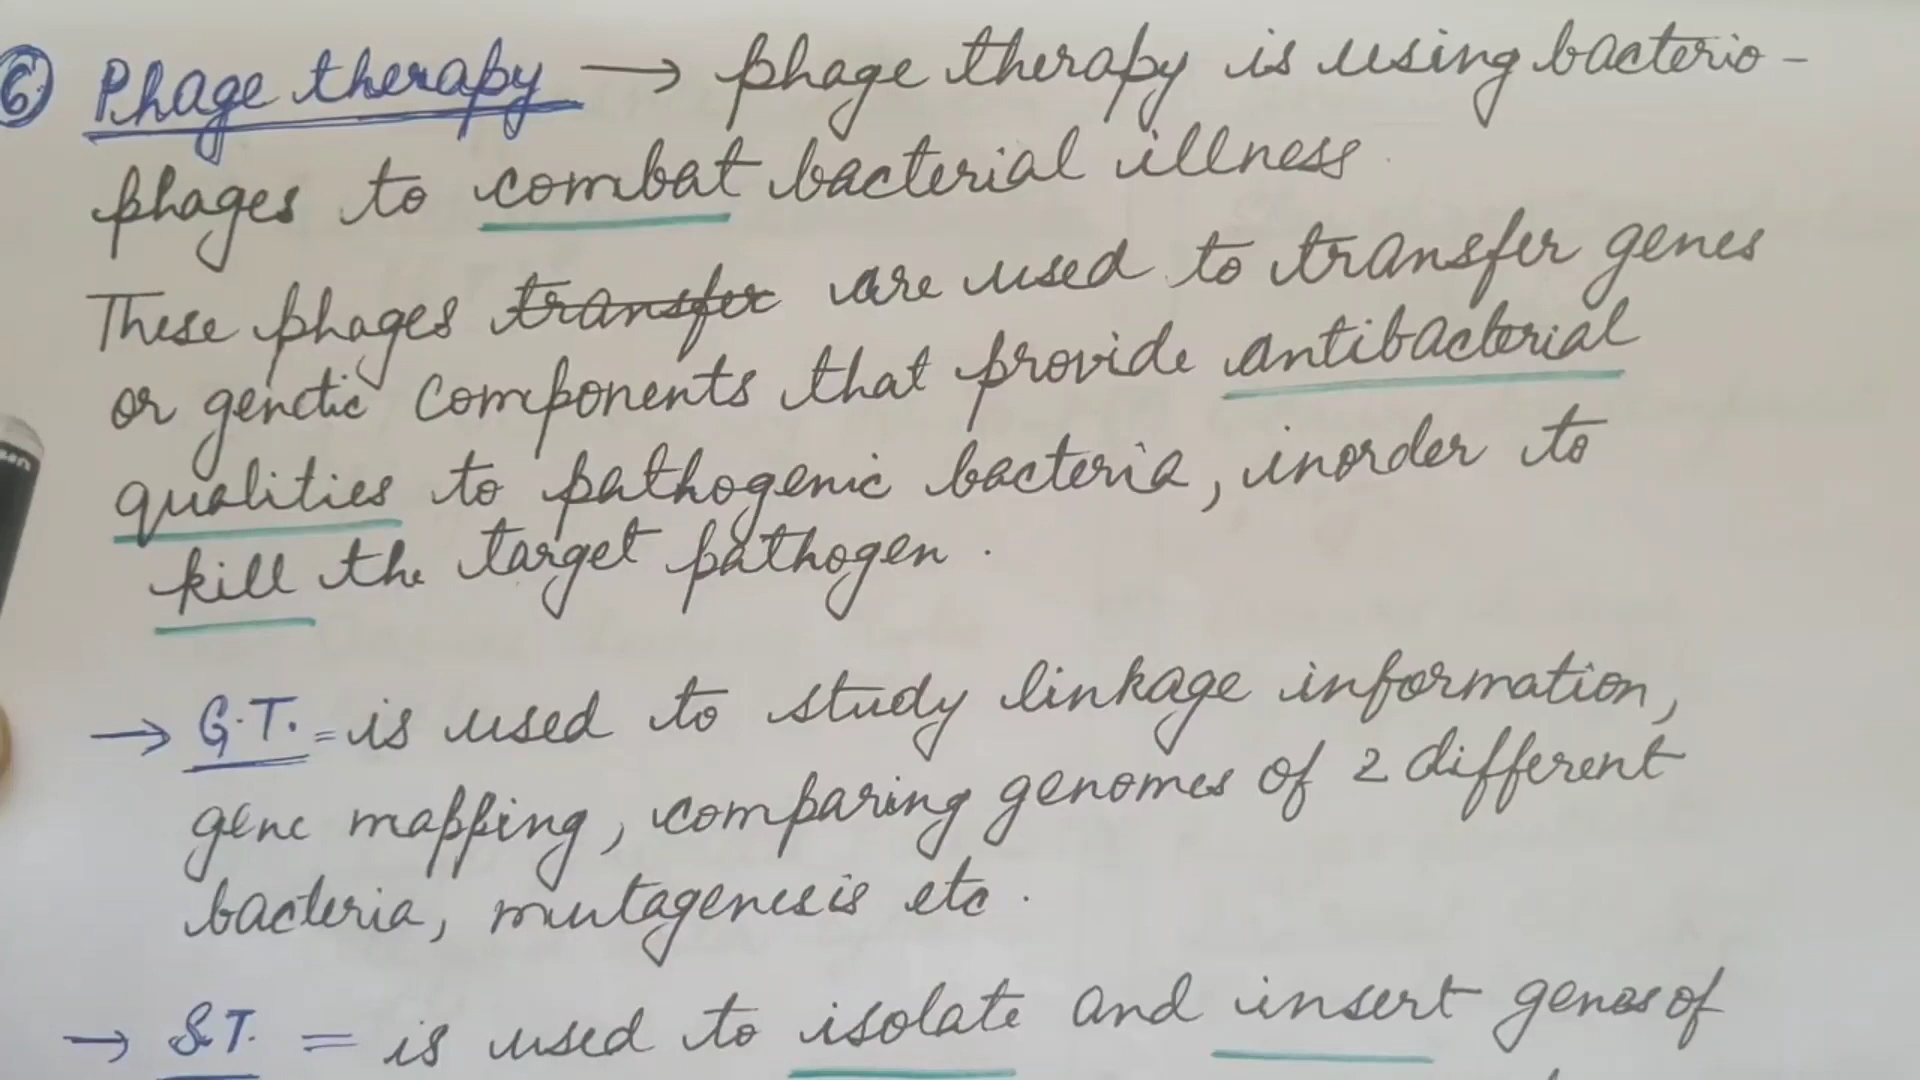 6 Phage therapy → phage therapy is using bacterio-
phages to combat bacterial illness.
These phages ~~transfer~~ are used to transfer genes
or genetic components that provide antibacterial
qualities to pathogenic bacteria, inorder to
kill the target pathogen.
→ G.T. = is used to study linkage information,
gene mapping, comparing genomes of 2 different
bacteria, mutagenesis etc.
→ S.T. = is used to isolate and insert genes of